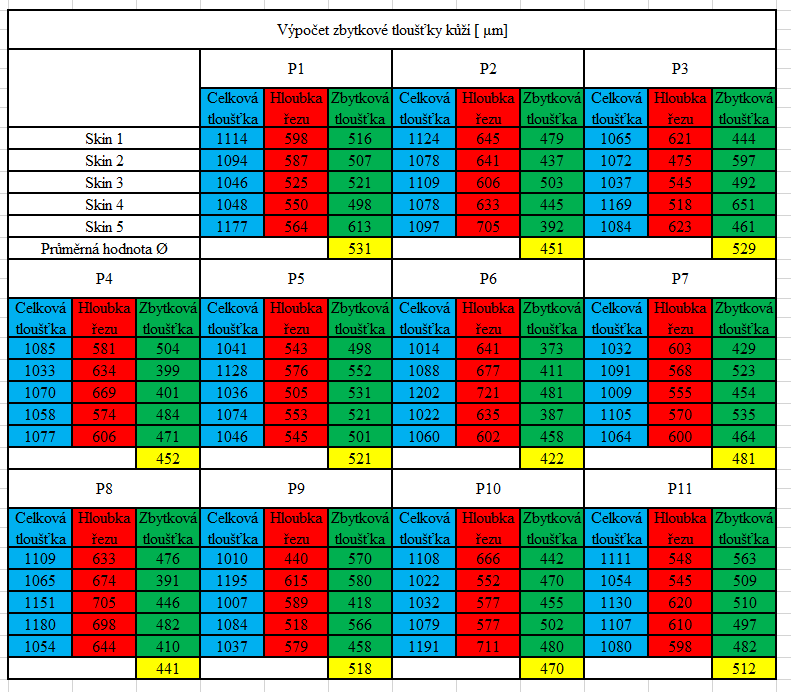 Výpočet zbytkové tloušťky kůží [ µm]
P1 P2 P3
Celková Hloubka Zbytková Celková Hloubka Zbytková Celková Hloubka Zbytková
tloušťka řezu tloušťka tloušťka řezu tloušťka tloušťka řezu tloušťka
Skin 1 1114 598 516 1124 645 479 1065 621 444
Skin 2 1094 587 507 1078 641 437 1072 475 597
Skin 3 1046 525 521 1109 606 503 1037 545 492
Skin 4 1048 550 498 1078 633 445 1169 518 651
Skin 5 1177 564 613 1097 705 392 1084 623 461
Průměrná hodnota Ø 531 451 529
P4 P5 P6 P7
Celková Hloubka Zbytková Celková Hloubka Zbytková Celková Hloubka Zbytková Celková Hloubka Zbytková
tloušťka řezu tloušťka tloušťka řezu tloušťka tloušťka řezu tloušťka tloušťka řezu tloušťka
1085 581 504 1041 543 498 1014 641 373 1032 603 429
1033 634 399 1128 576 552 1088 677 411 1091 568 523
1070 669 401 1036 505 531 1202 721 481 1009 555 454
1058 574 484 1074 553 521 1022 635 387 1105 570 535
1077 606 471 1046 545 501 1060 602 458 1064 600 464
452 521 422 481
P8 P9 P10 P11
Celková Hloubka Zbytková Celková Hloubka Zbytková Celková Hloubka Zbytková Celková Hloubka Zbytková
tloušťka řezu tloušťka tloušťka řezu tloušťka tloušťka řezu tloušťka tloušťka řezu tloušťka
1109 633 476 1010 440 570 1108 666 442 1111 548 563
1065 674 391 1195 615 580 1022 552 470 1054 545 509
1151 705 446 1007 589 418 1032 577 455 1130 620 510
1180 698 482 1084 518 566 1079 577 502 1107 610 497
1054 644 410 1037 579 458 1191 711 480 1080 598 482
441 518 470 512